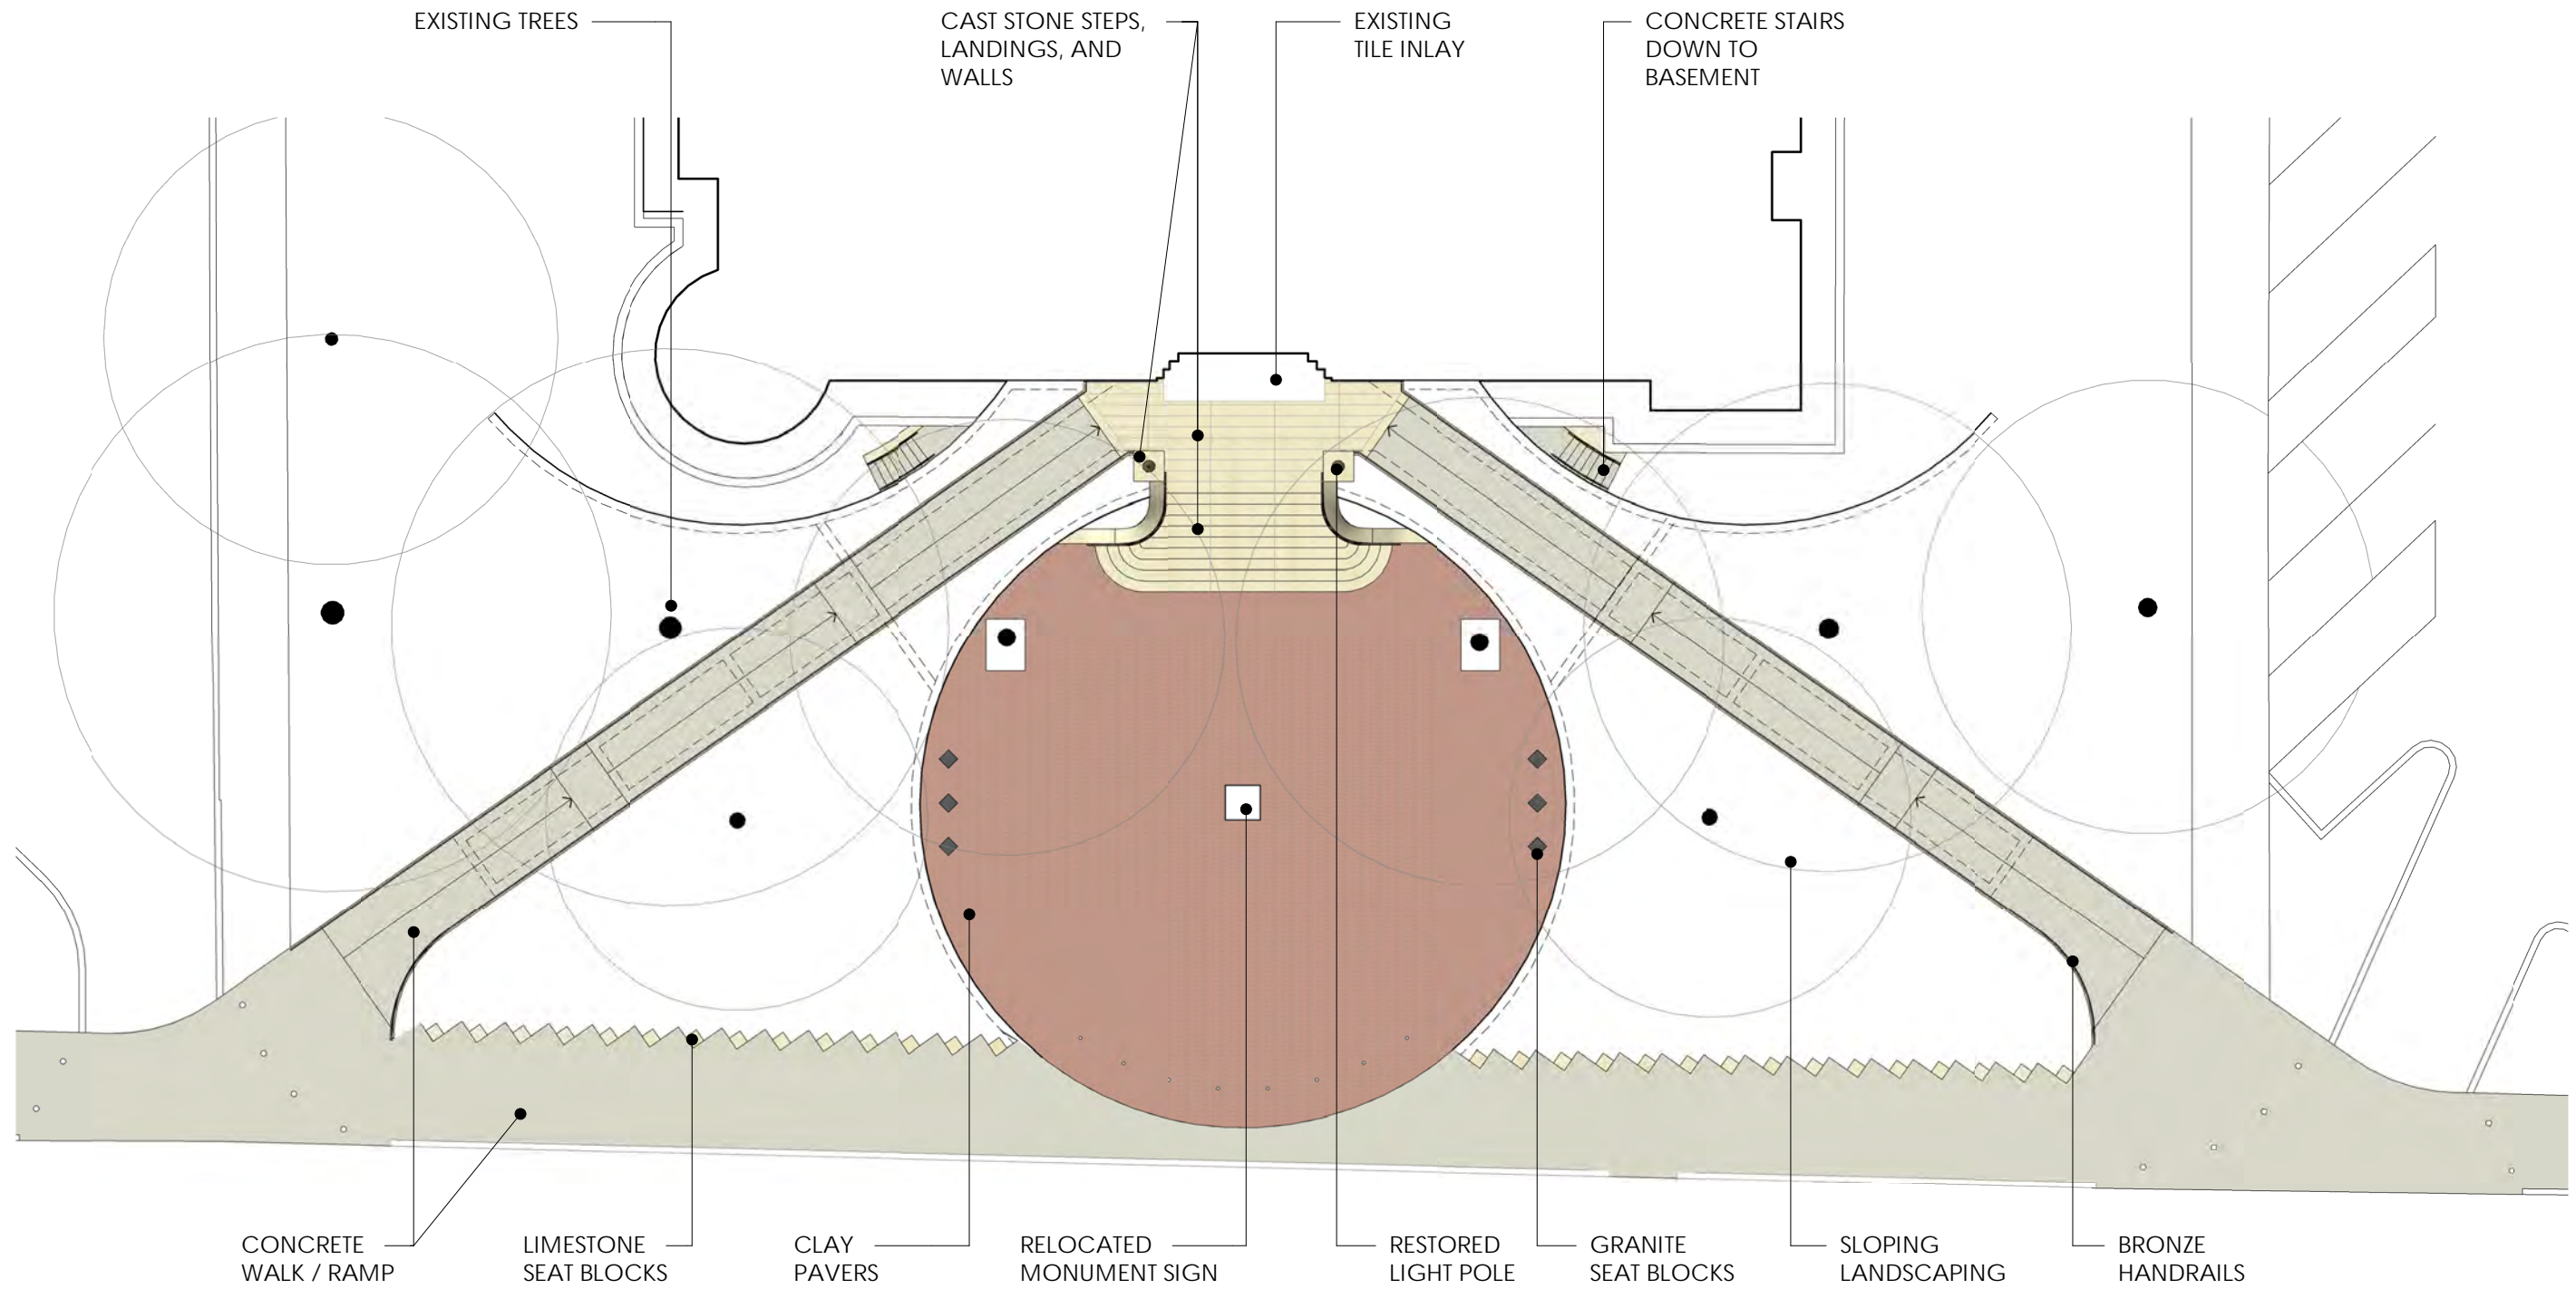 EXISTING TREES
CAST STONE STEPS,
LANDINGS, AND
WALLS
EXISTING
TILE INLAY
CONCRETE STAIRS
DOWN TO
BASEMENT
CONCRETE
WALK / RAMP
LIMESTONE
SEAT BLOCKS
CLAY
PAVERS
RELOCATED
MONUMENT SIGN
RESTORED
LIGHT POLE
GRANITE
SEAT BLOCKS
SLOPING
LANDSCAPING
BRONZE
HANDRAILS